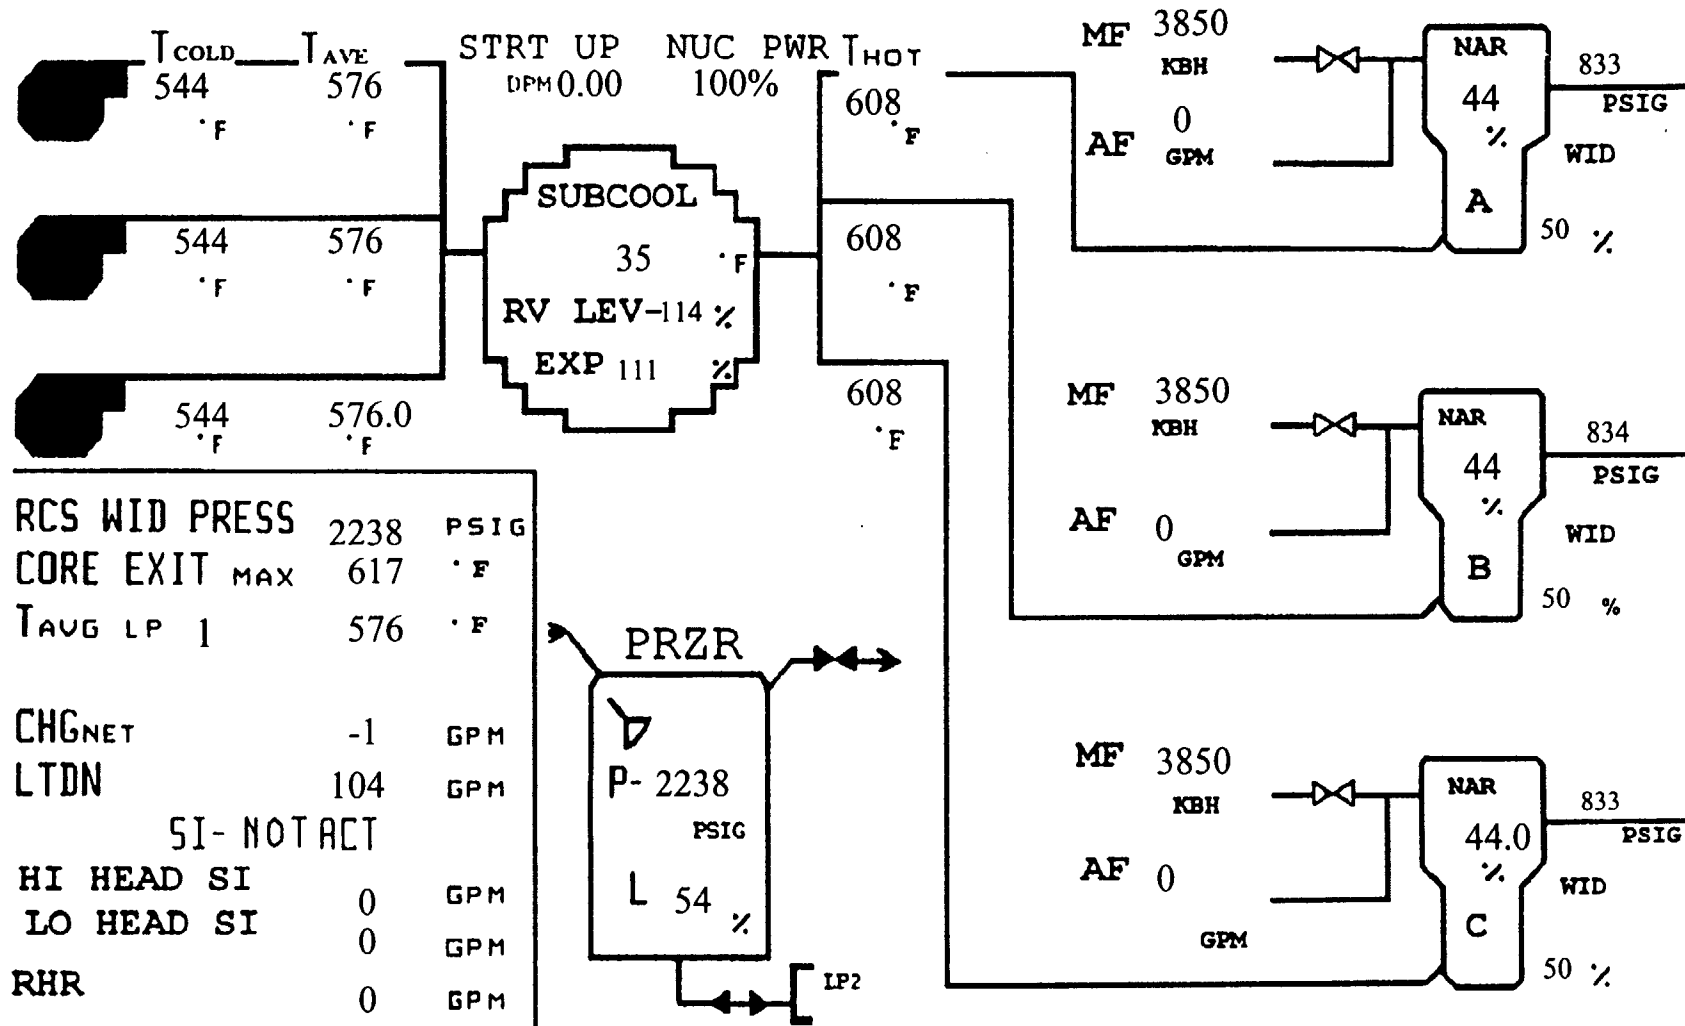 TCOLD TAVE STRT UP NUC PWR THOT
544 576 DPM 0.00 100% 608
°F °F °F
SUBCOOL
544 576 35 °F 608
°F °F °F
RV LEV-114 %
EXP 111 %
544 576.0 608
°F °F °F
MF 3850
KBH
AF 0
GPM
NAR
44
%
A
833
PSIG
WID
50 %
MF 3850
KBH
AF 0
GPM
NAR
44
%
B
834
PSIG
WID
50 %
MF 3850
KBH
AF 0
GPM
NAR
44.0
%
C
833
PSIG
WID
50 %
RCS WID PRESS 2238 PSIG
CORE EXIT MAX 617 °F
TAVG LP 1 576 °F
CHGNET -1 GPM
LTDN 104 GPM
SI- NOT ACT
HI HEAD SI 0 GPM
LO HEAD SI 0 GPM
RHR 0 GPM
PRZR
P- 2238
PSIG
L 54 %
LP2